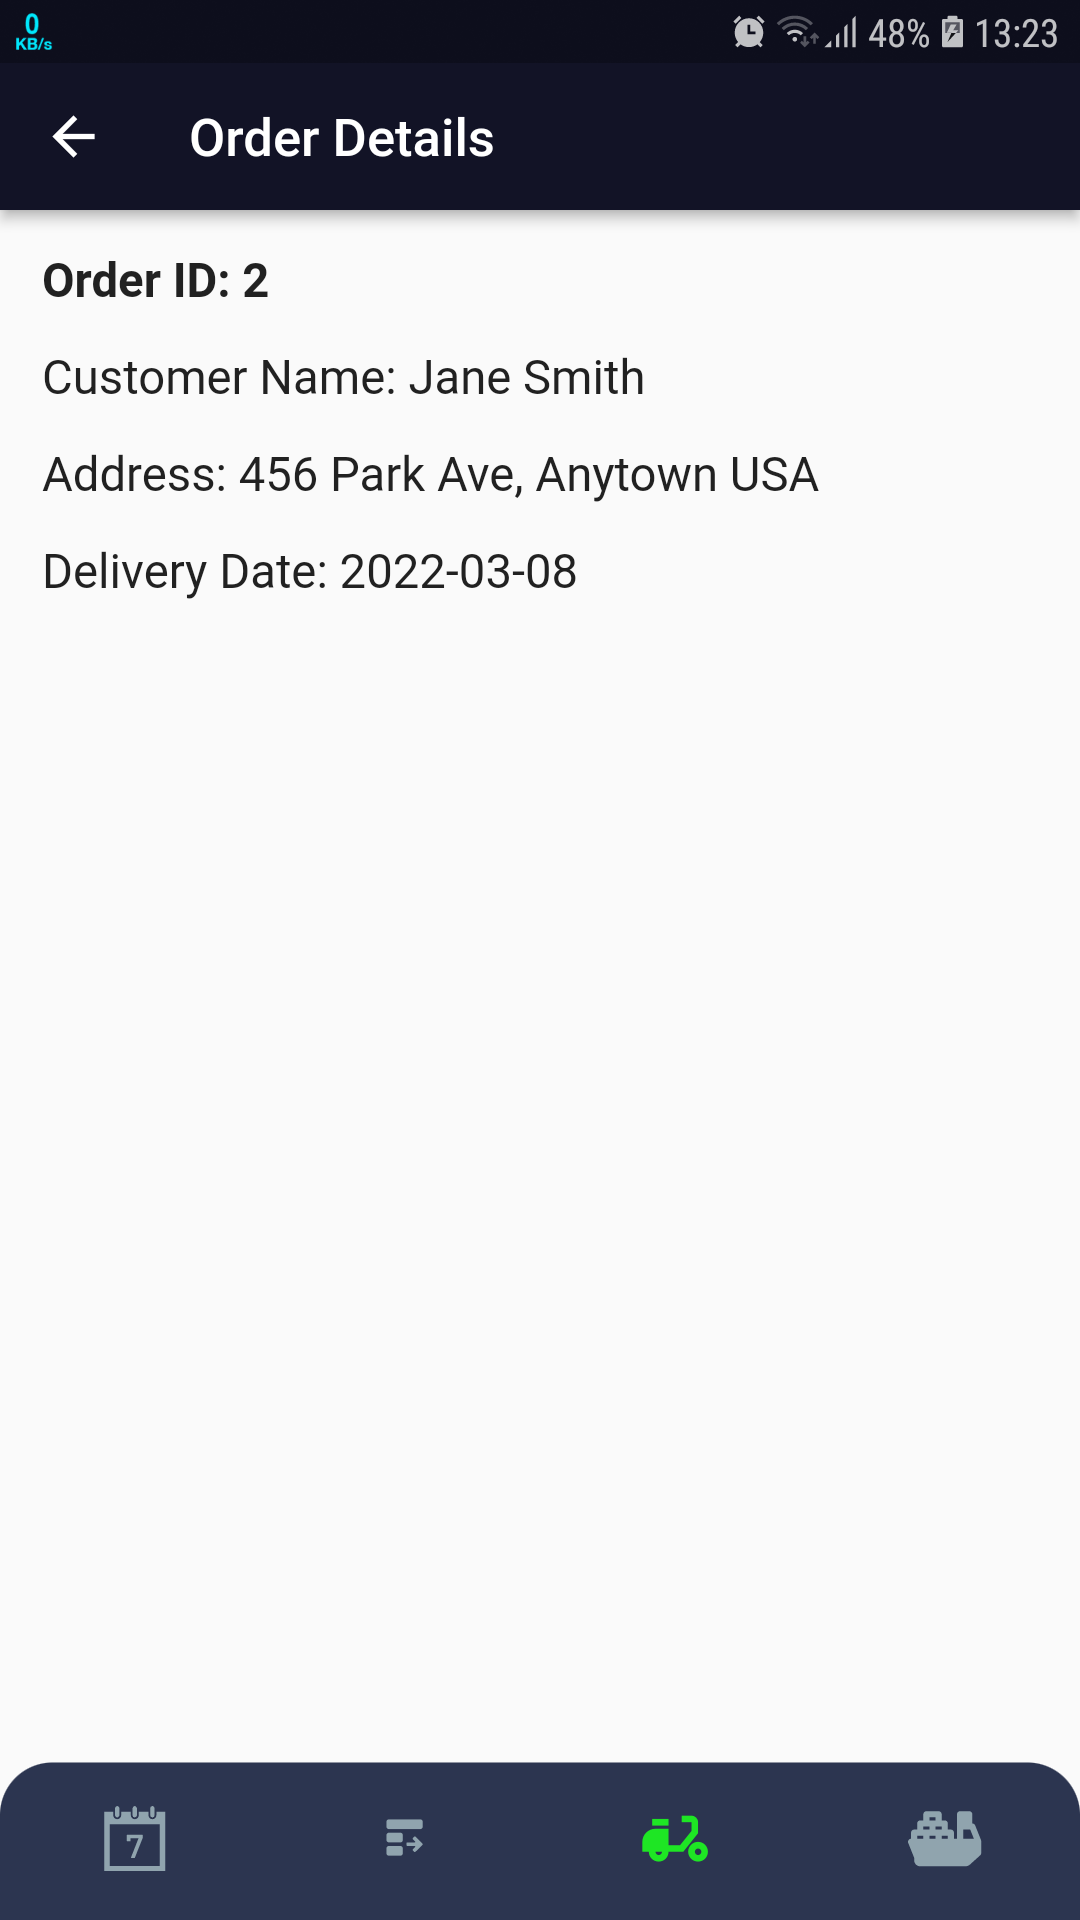 0
KB/s
48% 13:23
Order Details
Order ID: 2
Customer Name: Jane Smith
Address: 456 Park Ave, Anytown USA
Delivery Date: 2022-03-08
7